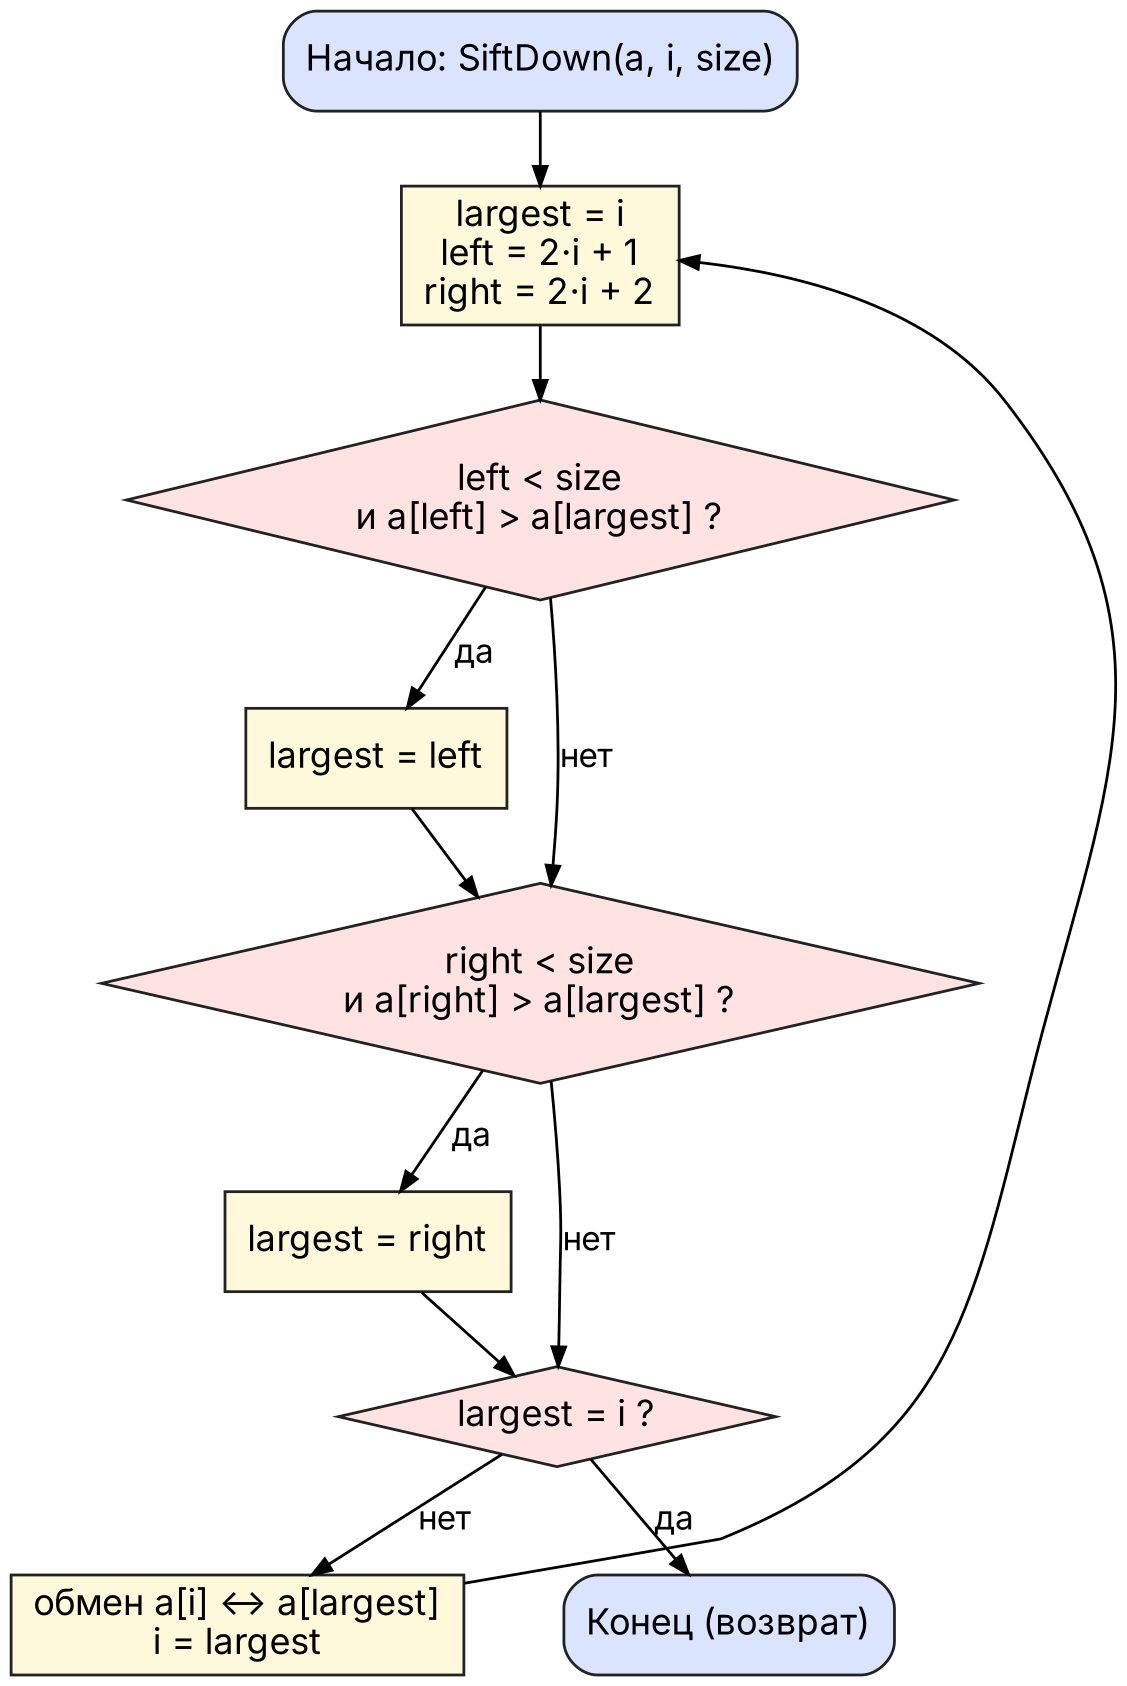 Начало: SiftDown(a, i, size)
largest = i
left = 2·i + 1
right = 2·i + 2
left < size
и a[left] > a[largest] ?
да
largest = left
нет
right < size
и a[right] > a[largest] ?
да
largest = right
нет
largest = i ?
нет
да
обмен a[i] ↔ a[largest]
i = largest
Конец (возврат)